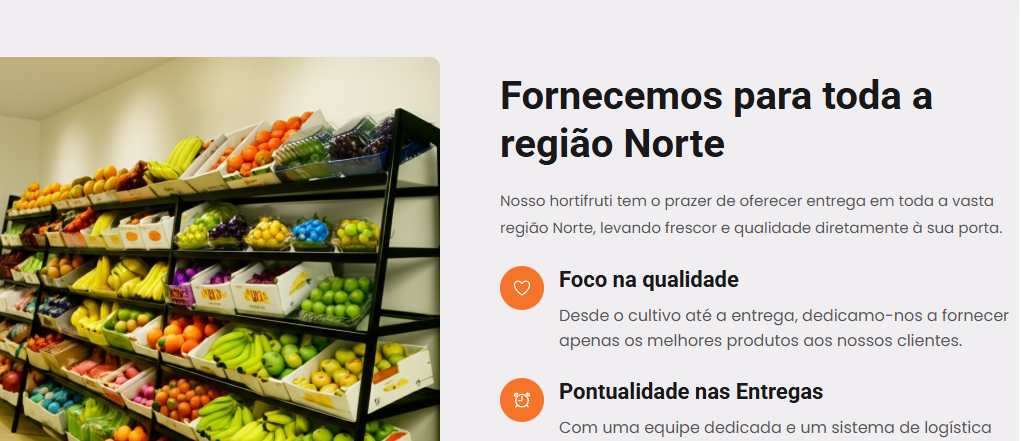 Fornecemos para toda a
região Norte
Nosso hortifruti tem o prazer de oferecer entrega em toda a vasta
região Norte, levando frescor e qualidade diretamente à sua porta.
Foco na qualidade
Desde o cultivo até a entrega, dedicamo-nos a fornecer
apenas os melhores produtos aos nossos clientes.
Pontualidade nas Entregas
Com uma equipe dedicada e um sistema de logística